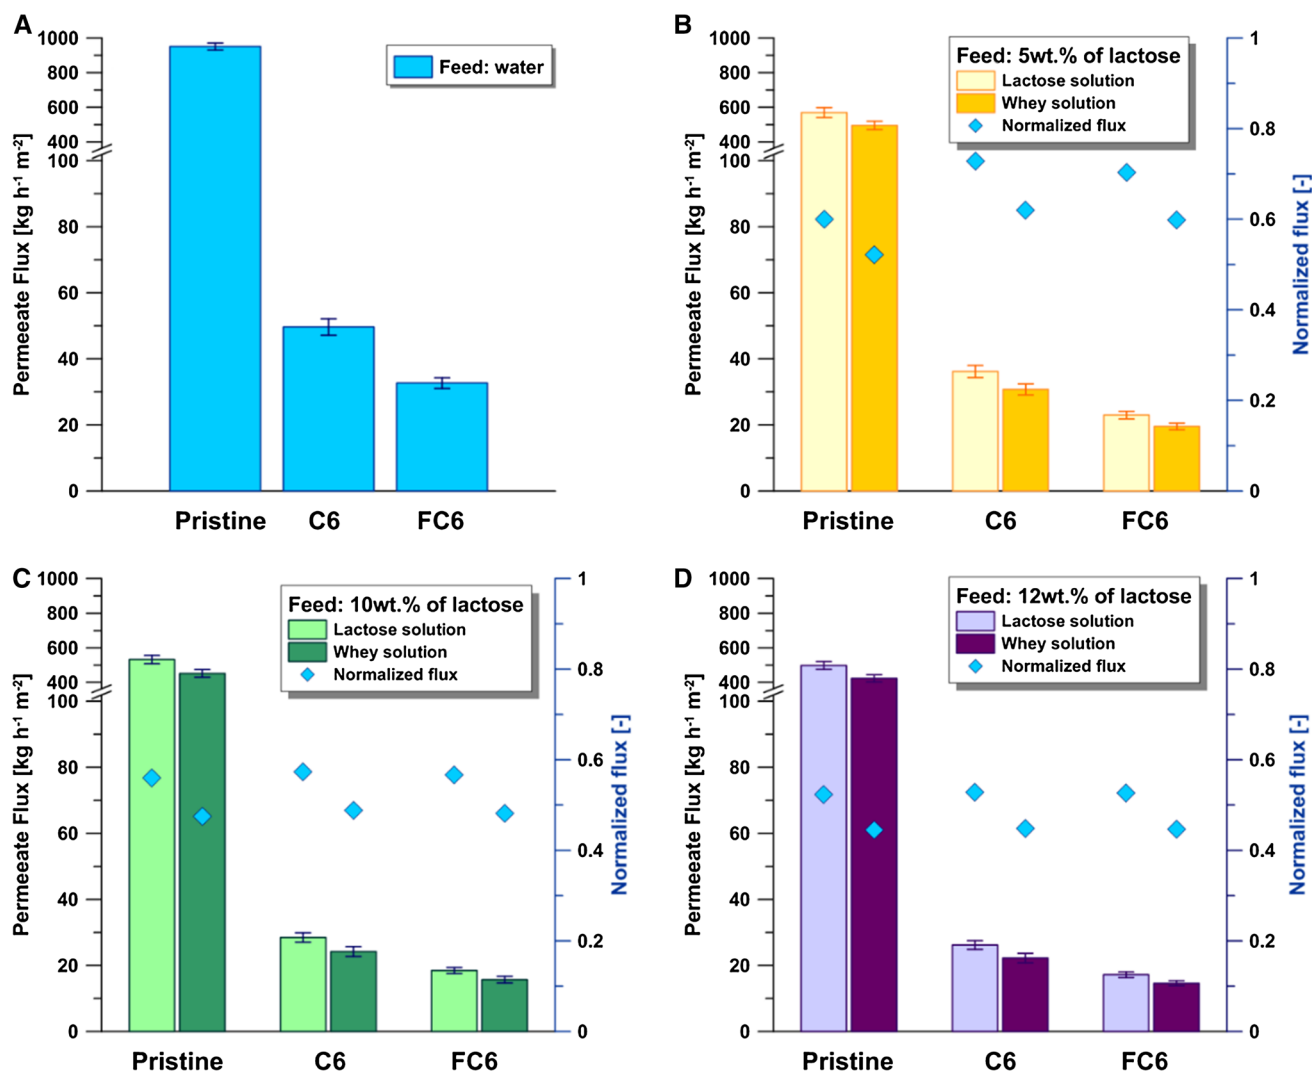 A
Permeeate Flux [kg h-1 m-2]
1000
800
600
400
100
80
60
40
20
0
Feed: water
Pristine C6 FC6
B
Permeeate Flux [kg h-1 m-2]
1000
800
600
400
100
80
60
40
20
0
Feed: 5wt.% of lactose
Lactose solution
Whey solution
Normalized flux
1
0.8
0.6
0.4
0.2
0
Normalized flux [-]
Pristine C6 FC6
C
Permeeate Flux [kg h-1 m-2]
1000
800
600
400
100
80
60
40
20
0
Feed: 10wt.% of lactose
Lactose solution
Whey solution
Normalized flux
1
0.8
0.6
0.4
0.2
0
Normalized flux [-]
Pristine C6 FC6
D
Permeeate Flux [kg h-1 m-2]
1000
800
600
400
100
80
60
40
20
0
Feed: 12wt.% of lactose
Lactose solution
Whey solution
Normalized flux
1
0.8
0.6
0.4
0.2
0
Normalized flux [-]
Pristine C6 FC6